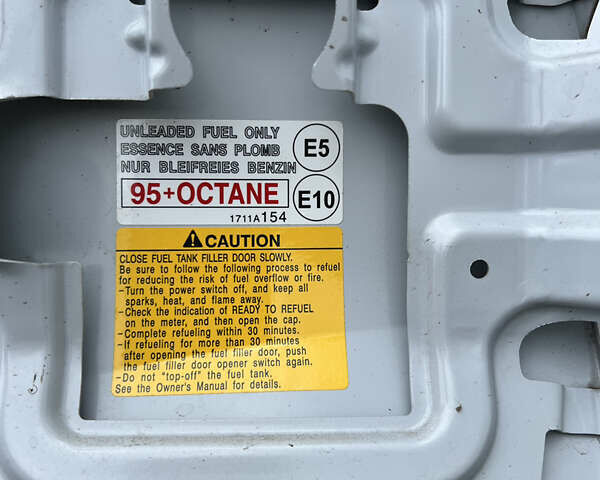 UNLEADED FUEL ONLY
ESSENCE SANS PLOMB
NUR BLEIFREIES BENZIN
E5
95+OCTANE
E10
1711A154
CAUTION
CLOSE FUEL TANK FILLER DOOR SLOWLY.
Be sure to follow the following process to refuel
for reducing the risk of fuel overflow or fire.
-Turn the power switch off, and keep all
sparks, heat, and flame away.
-Check the indication of READY TO REFUEL
on the meter, and then open the cap.
-Complete refueling within 30 minutes.
-If refueling for more than 30 minutes
after opening the fuel filler door, push
the fuel filler door opener switch again.
-Do not "top-off" the fuel tank.
See the Owner's Manual for details.